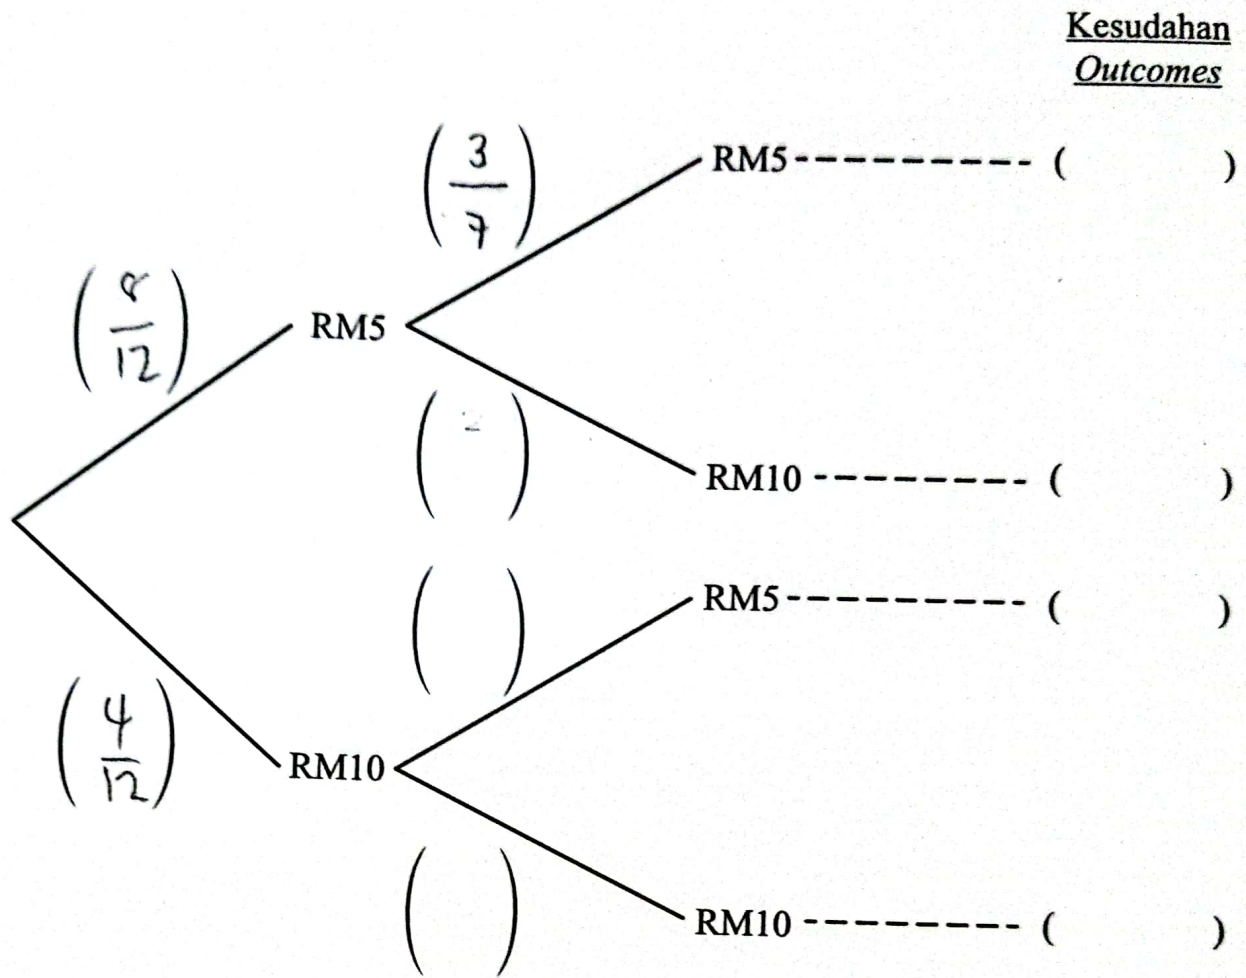 Kesudahan
Outcomes
( 3/7 )
RM5 ---------- ( )
( 8/12 )
RM5
( )
RM10 -------- ( )
( )
RM5 ---------- ( )
( 4/12 )
RM10
( )
RM10 --------- ( )